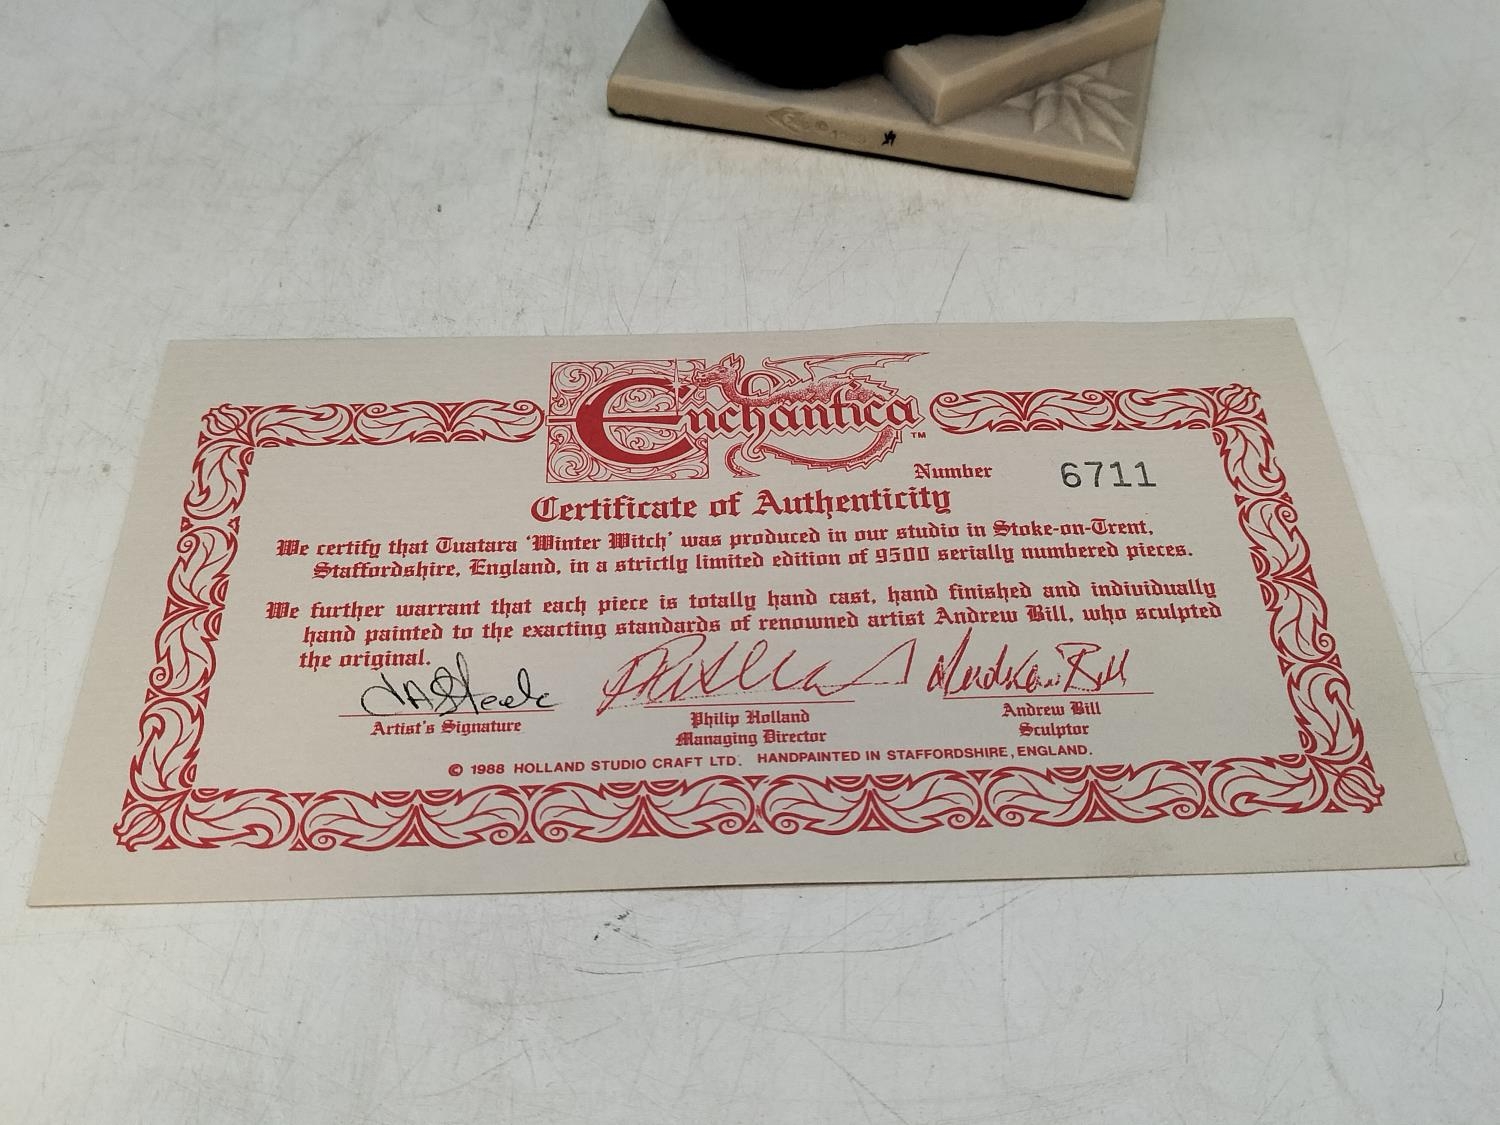 Enchantica ™
Number 6711
Certificate of Authenticity
We certify that Tuatara 'Winter Witch' was produced in our studio in Stoke-on-Trent,
Staffordshire, England, in a strictly limited edition of 9500 serially numbered pieces.
We further warrant that each piece is totally hand cast, hand finished and individually
hand painted to the exacting standards of renowned artist Andrew Bill, who sculpted
the original.
Andrew Bill
Artist's Signature
Philip Holland
Managing Director
Andrew Bill
Sculptor
© 1988 HOLLAND STUDIO CRAFT LTD. HANDPAINTED IN STAFFORDSHIRE, ENGLAND.